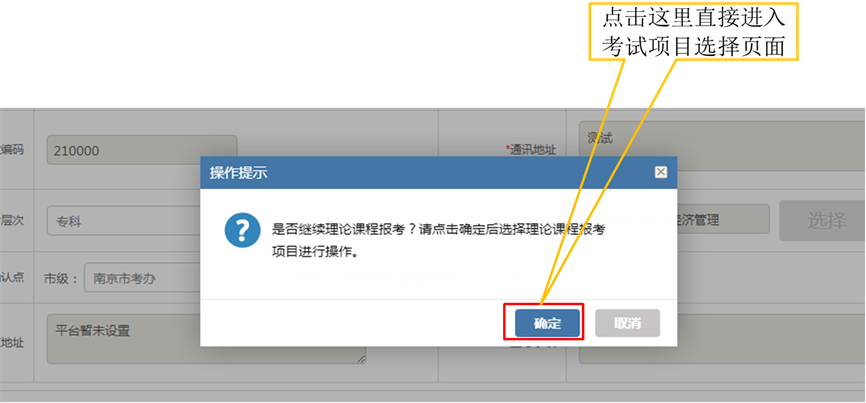 点击这里直接进入
考试项目选择页面
编码
210000
*通讯地址
测试
操作提示
层次
专科
是否继续理论课程报考？请点击确定后选择理论课程报考
项目进行操作。
经济管理
选择
认点
市级：
南京市考办
地址
平台暂未设置
确定
取消